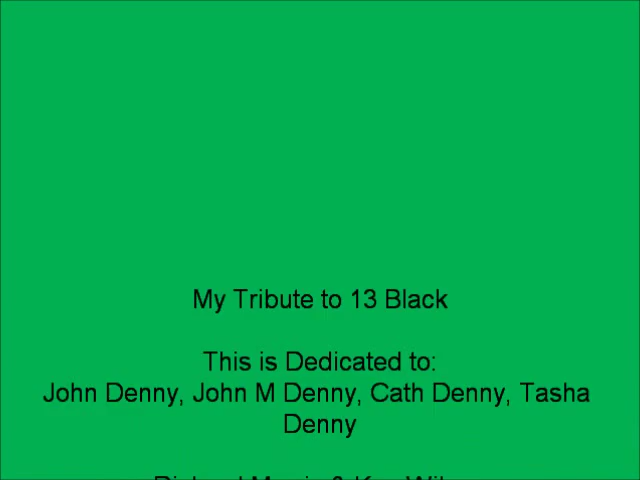 My Tribute to 13 Black
This is Dedicated to:
John Denny, John M Denny, Cath Denny, Tasha
Denny